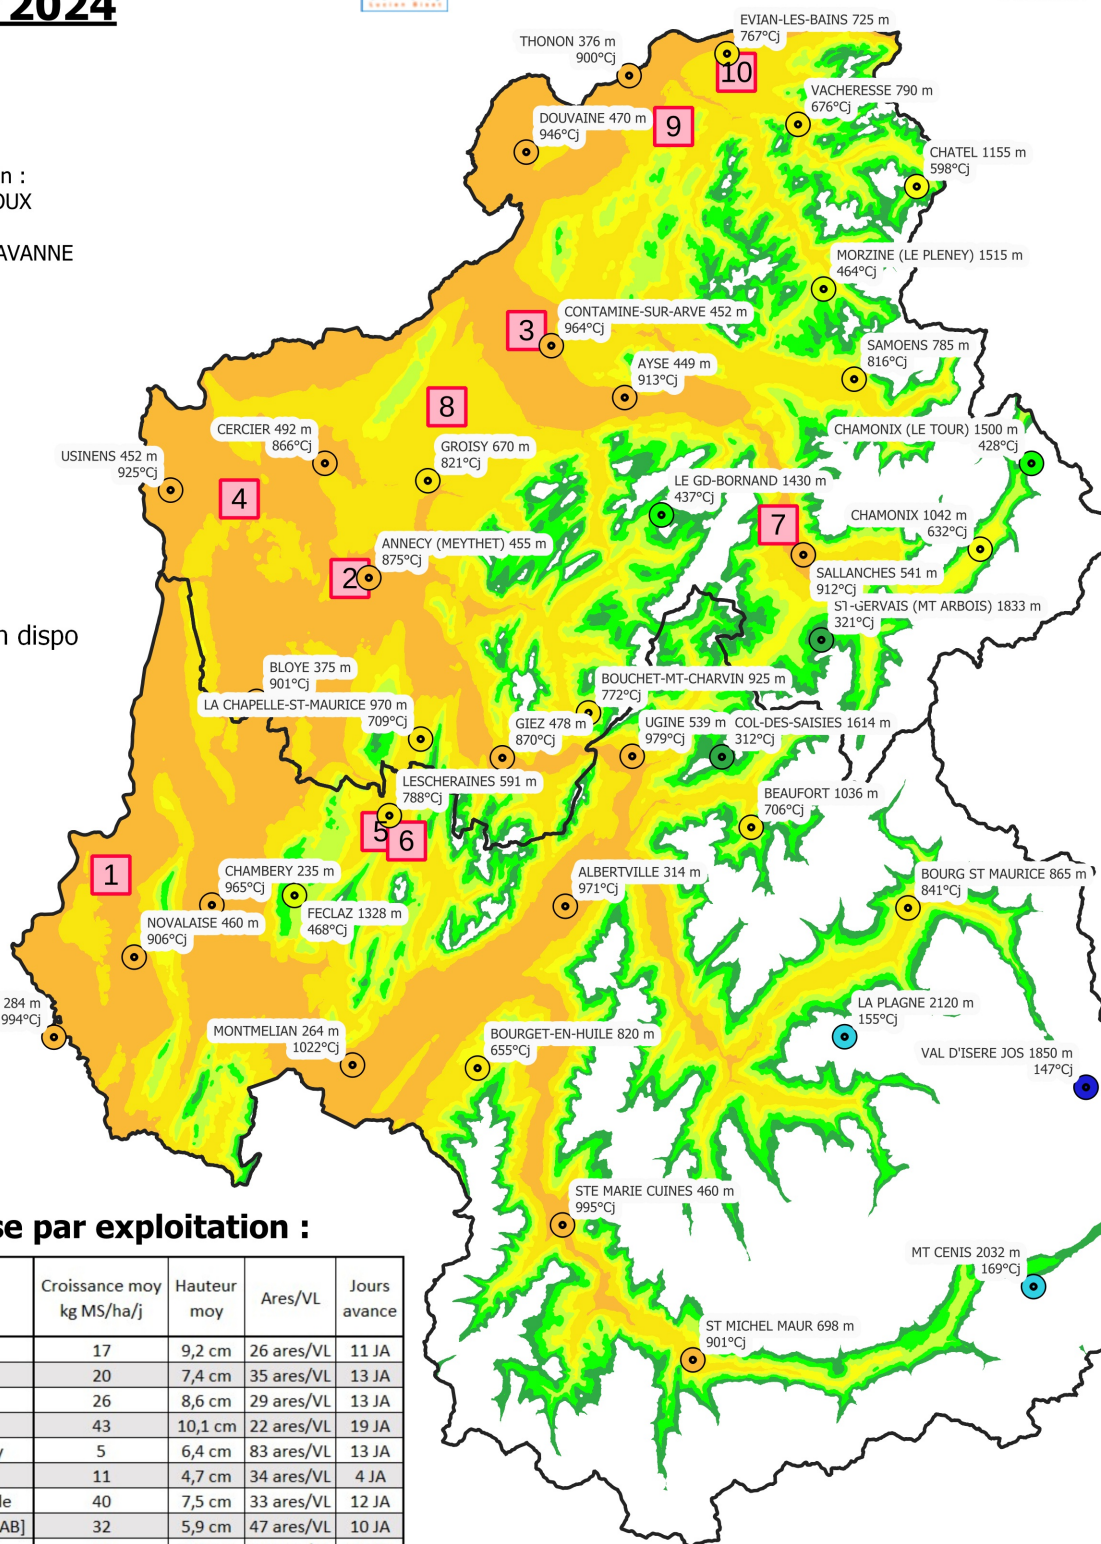 2024
Lucien Biset
n :
OUX
AVANNE
n dispo
EVIAN-LES-BAINS 725 m
767°Cj
THONON 376 m
900°Cj
10
VACHERESSE 790 m
676°Cj
DOUVAINE 470 m
946°Cj
9
CHATEL 1155 m
598°Cj
MORZINE (LE PLENEY) 1515 m
464°Cj
3
CONTAMINE-SUR-ARVE 452 m
964°Cj
SAMOENS 785 m
816°Cj
AYSE 449 m
913°Cj
8
CERCIER 492 m
866°Cj
CHAMONIX (LE TOUR) 1500 m
428°Cj
USINENS 452 m
925°Cj
GROISY 670 m
821°Cj
4
LE GD-BORNAND 1430 m
437°Cj
7
CHAMONIX 1042 m
632°Cj
ANNECY (MEYTHET) 455 m
875°Cj
2
SALLANCHES 541 m
912°Cj
ST-GERVAIS (MT ARBOIS) 1833 m
321°Cj
BLOYE 375 m
901°Cj
BOUCHET-MT-CHARVIN 925 m
772°Cj
LA CHAPELLE-ST-MAURICE 970 m
709°Cj
GIEZ 478 m
870°Cj
UGINE 539 m
979°Cj
COL-DES-SAISIES 1614 m
312°Cj
LESCHERAINES 591 m
788°Cj
BEAUFORT 1036 m
706°Cj
5
6
1
CHAMBERY 235 m
965°Cj
FECLAZ 1328 m
468°Cj
ALBERTVILLE 314 m
971°Cj
BOURG ST MAURICE 865 m
841°Cj
NOVALAISE 460 m
906°Cj
284 m
994°Cj
LA PLAGNE 2120 m
155°Cj
MONTMELIAN 264 m
1022°Cj
BOURGET-EN-HUILE 820 m
655°Cj
VAL D'ISERE JOS 1850 m
147°Cj
STE MARIE CUINES 460 m
995°Cj
MT CENIS 2032 m
169°Cj
ST MICHEL MAUR 698 m
901°Cj
se par exploitation :
Croissance moy kg MS/ha/j Hauteur moy Ares/VL Jours avance
17 9,2 cm 26 ares/VL 11 JA
20 7,4 cm 35 ares/VL 13 JA
26 8,6 cm 29 ares/VL 13 JA
43 10,1 cm 22 ares/VL 19 JA
y 5 6,4 cm 83 ares/VL 13 JA
11 4,7 cm 34 ares/VL 4 JA
le 40 7,5 cm 33 ares/VL 12 JA
AB] 32 5,9 cm 47 ares/VL 10 JA